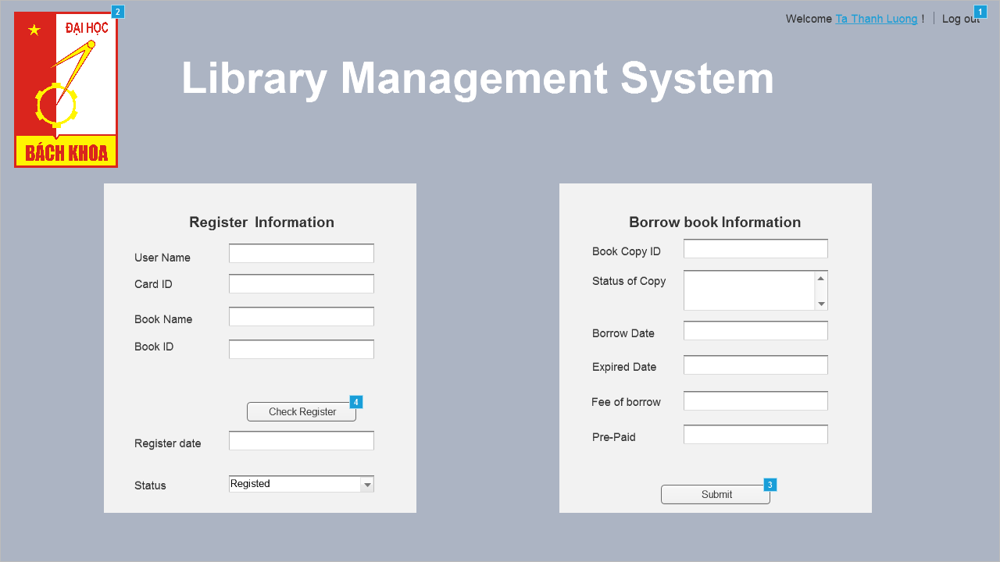 2
1
ĐẠI HỌC
BÁCH KHOA
Welcome Ta Thanh Luong ! Log out
Library Management System
Register Information
User Name
Card ID
Book Name
Book ID
Check Register
4
Register date
Status
Registed
Borrow book Information
Book Copy ID
Status of Copy
Borrow Date
Expired Date
Fee of borrow
Pre-Paid
Submit
3